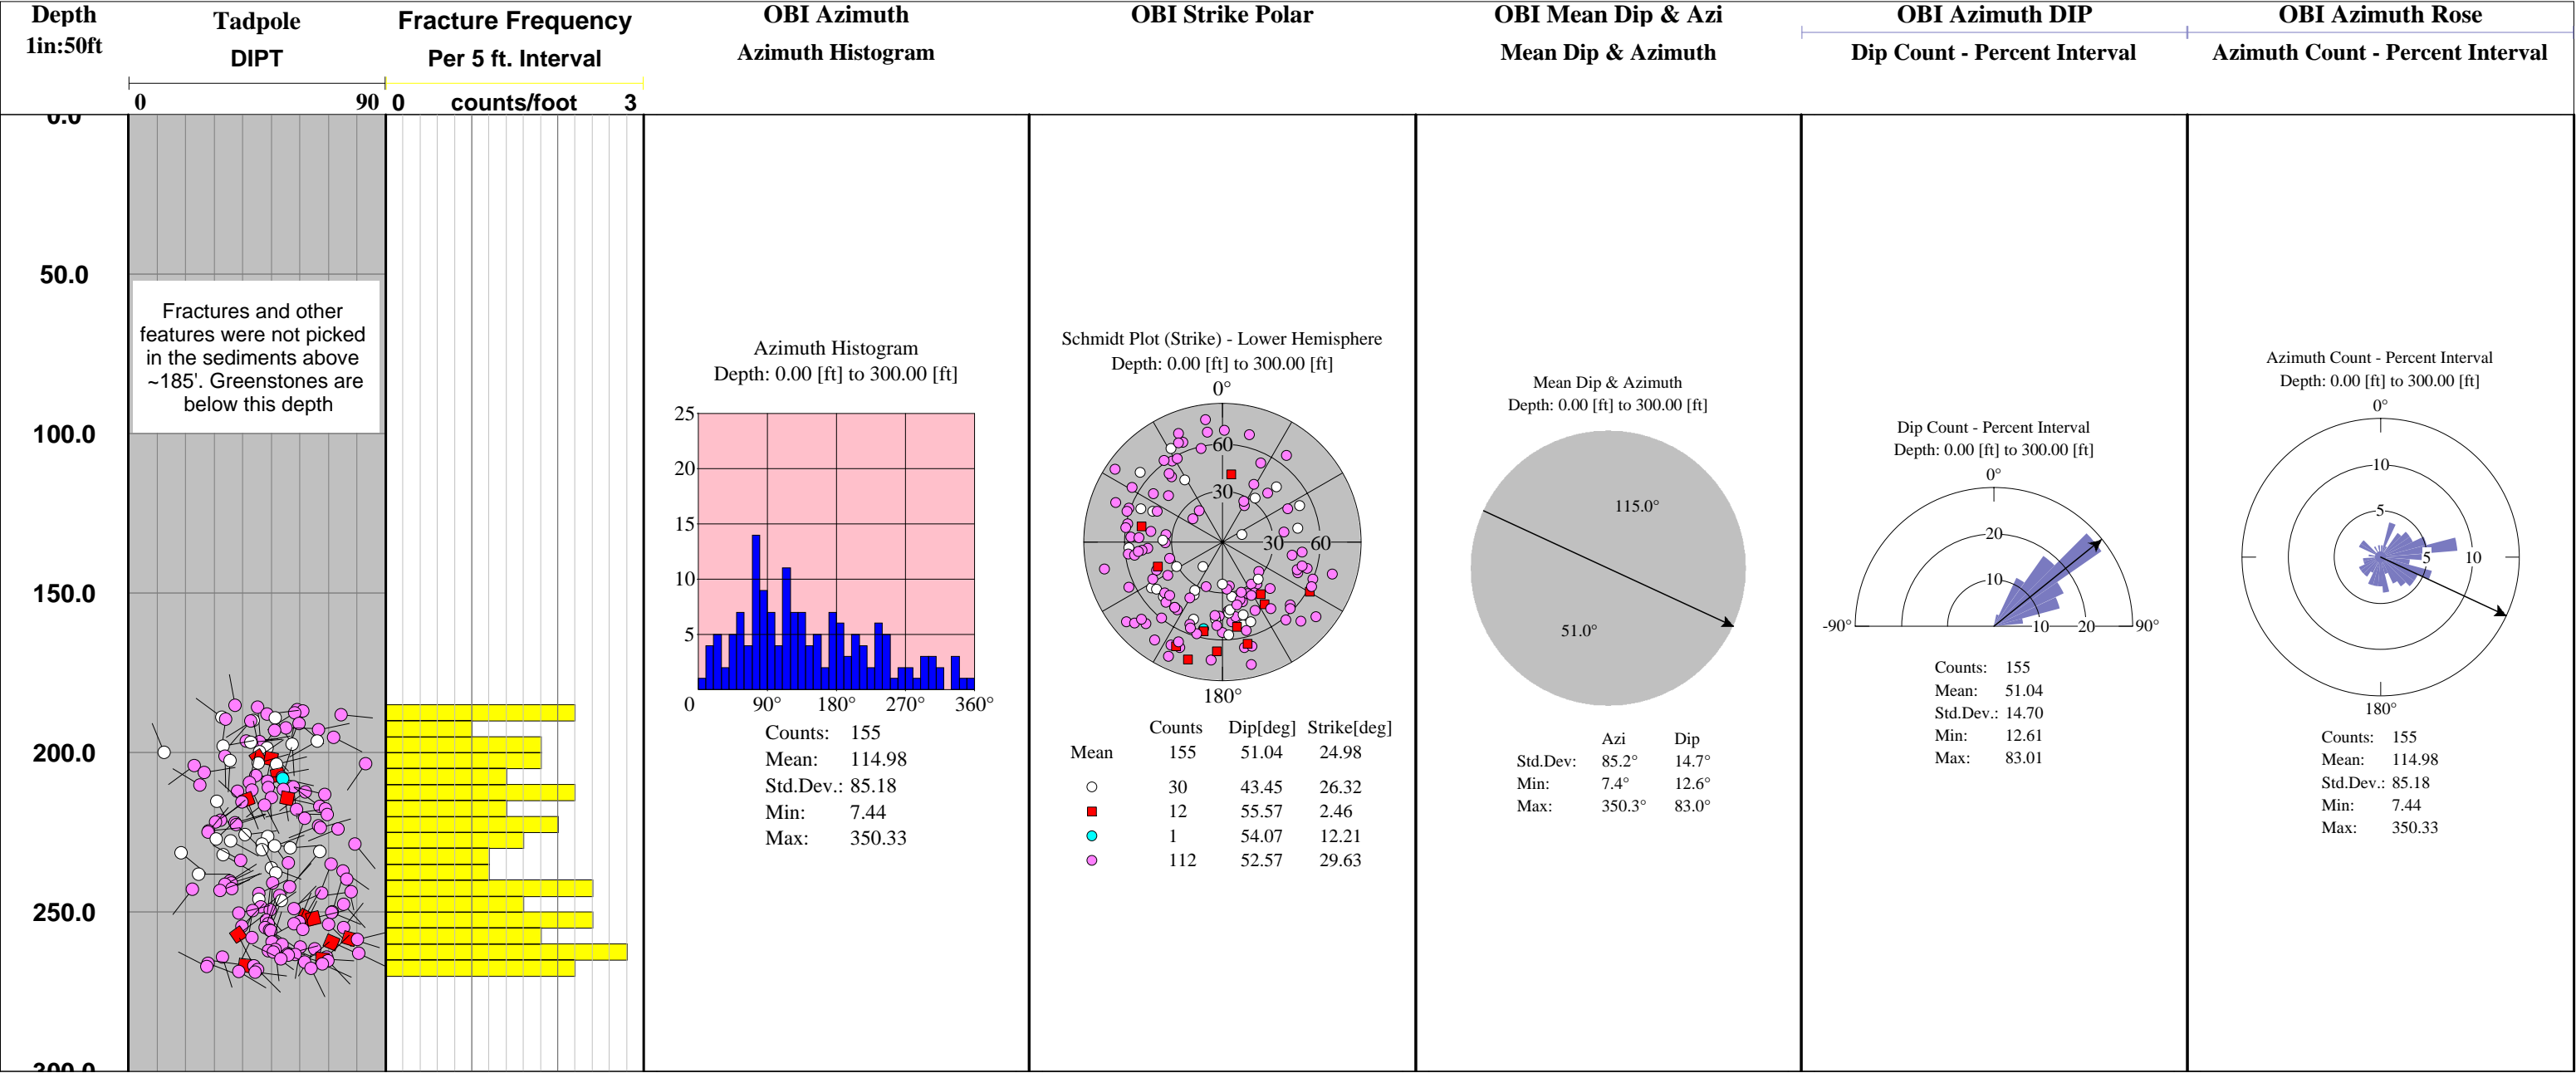 Depth
1in:50ft
Tadpole
DIPT
0 90
Fracture Frequency
Per 5 ft. Interval
0 counts/foot 3
OBI Azimuth
Azimuth Histogram
OBI Strike Polar
OBI Mean Dip & Azi
Mean Dip & Azimuth
OBI Azimuth DIP
Dip Count - Percent Interval
OBI Azimuth Rose
Azimuth Count - Percent Interval
0.0
50.0
100.0
150.0
200.0
250.0
300.0
Fractures and other
features were not picked
in the sediments above
~185'. Greenstones are
below this depth
Azimuth Histogram
Depth: 0.00 [ft] to 300.00 [ft]
25
20
15
10
5
0 90° 180° 270° 360°
Counts: 155
Mean: 114.98
Std.Dev.: 85.18
Min: 7.44
Max: 350.33
Schmidt Plot (Strike) - Lower Hemisphere
Depth: 0.00 [ft] to 300.00 [ft]
0°
60
30
30 60
180°
Counts Dip[deg] Strike[deg]
Mean 155 51.04 24.98
30 43.45 26.32
12 55.57 2.46
1 54.07 12.21
112 52.57 29.63
Mean Dip & Azimuth
Depth: 0.00 [ft] to 300.00 [ft]
115.0°
51.0°
Azi Dip
Std.Dev: 85.2° 14.7°
Min: 7.4° 12.6°
Max: 350.3° 83.0°
Dip Count - Percent Interval
Depth: 0.00 [ft] to 300.00 [ft]
0°
20
10
-90° 10 20 90°
Counts: 155
Mean: 51.04
Std.Dev.: 14.70
Min: 12.61
Max: 83.01
Azimuth Count - Percent Interval
Depth: 0.00 [ft] to 300.00 [ft]
0°
10
5
5 10
180°
Counts: 155
Mean: 114.98
Std.Dev.: 85.18
Min: 7.44
Max: 350.33